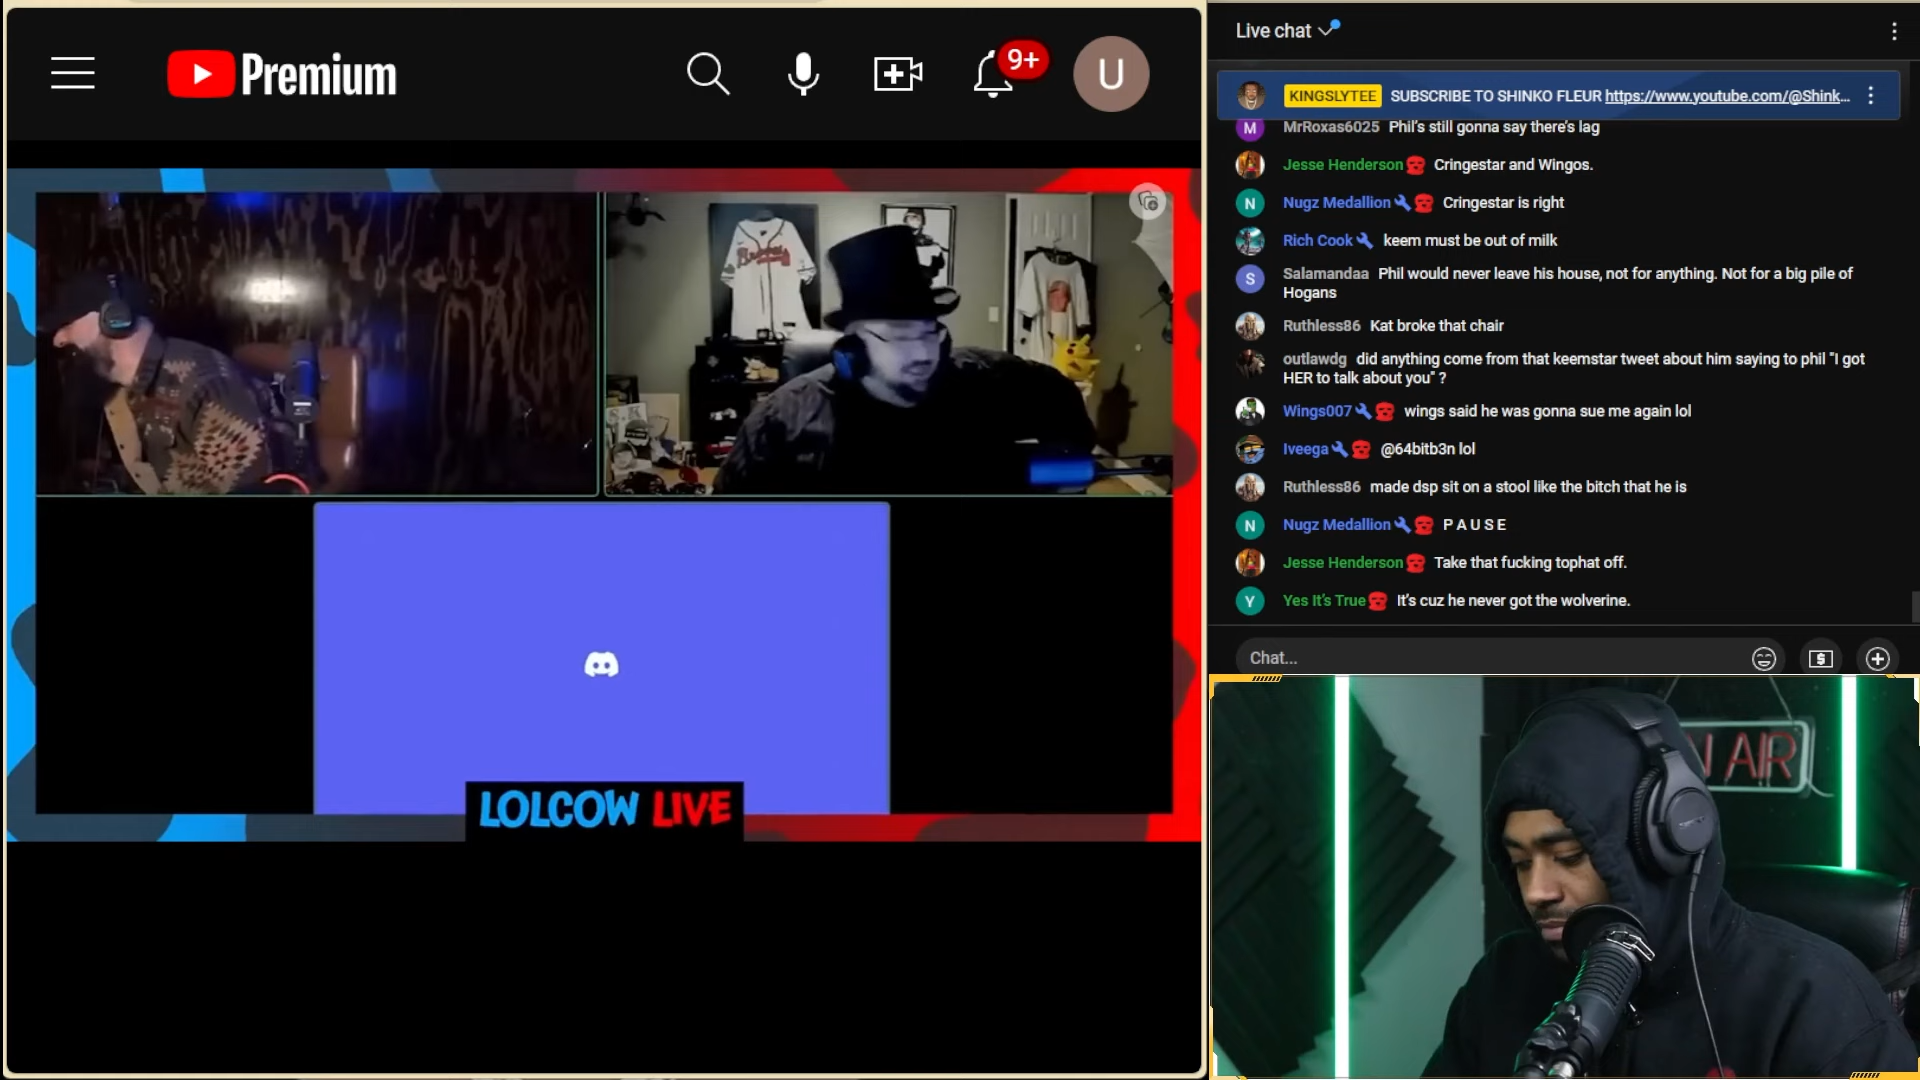 Premium
9+
U
Braves
LOLCOW LIVE
Live chat
KINGSLYTEE SUBSCRIBE TO SHINKO FLEUR https://www.youtube.com/@Shink...
M MrRoxas6025 Phil's still gonna say there's lag
Jesse Henderson Cringestar and Wingos.
N Nugz Medallion Cringestar is right
Rich Cook keem must be out of milk
S Salamandaa Phil would never leave his house, not for anything. Not for a big pile of
Hogans
Ruthless86 Kat broke that chair
outlawdg did anything come from that keemstar tweet about him saying to phil "I got
HER to talk about you" ?
Wings007 wings said he was gonna sue me again lol
Iveega @64bitb3n lol
Ruthless86 made dsp sit on a stool like the bitch that he is
N Nugz Medallion P A U S E
Jesse Henderson Take that fucking tophat off.
Y Yes It's True It's cuz he never got the wolverine.
Chat...
N AIR